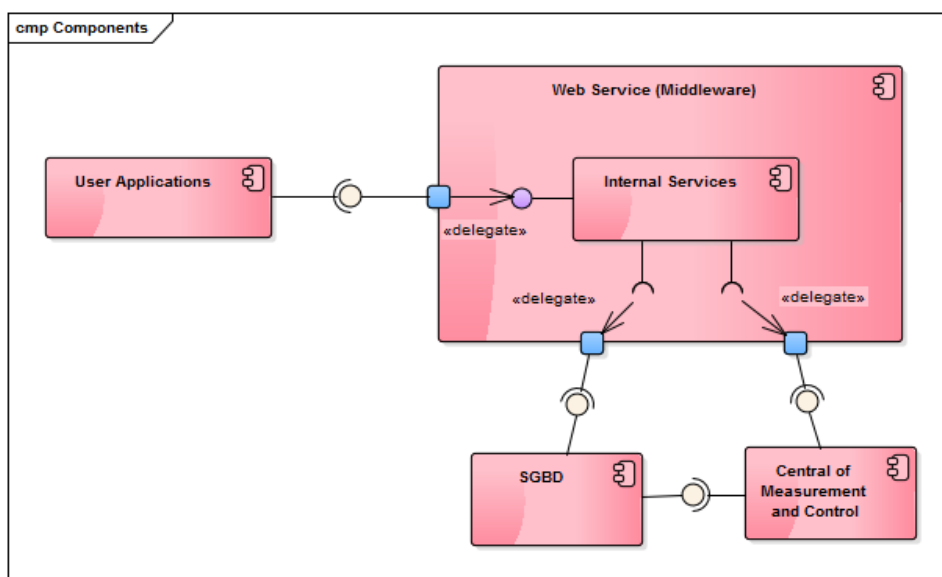 cmp Components
Web Service (Middleware)
User Applications
Internal Services
«delegate»
«delegate»
«delegate»
SGBD
Central of
Measurement
and Control